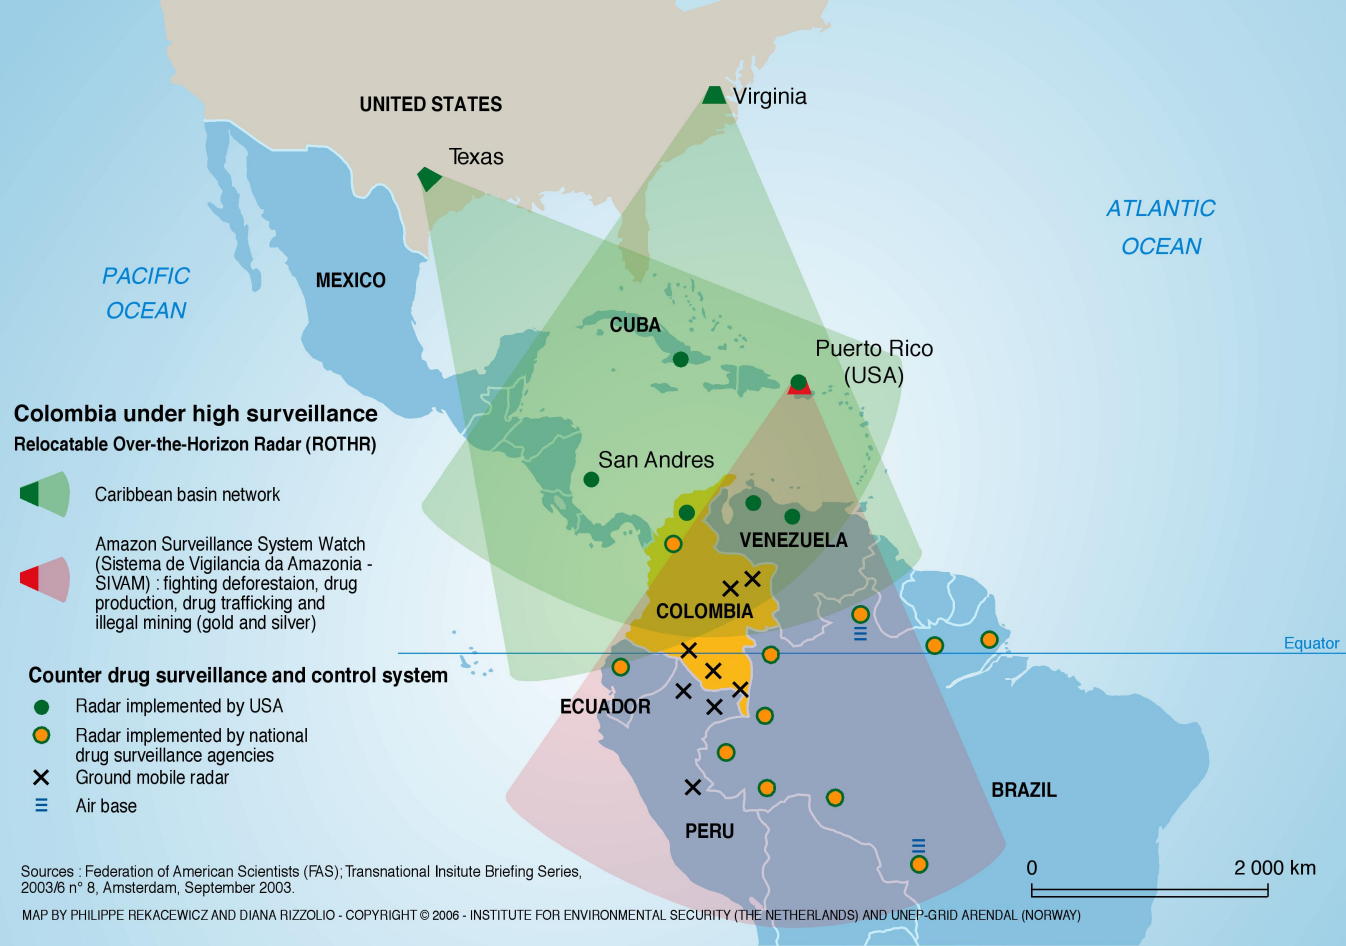 Virginia
UNITED STATES
Texas
ATLANTIC
OCEAN
PACIFIC
OCEAN
MEXICO
CUBA
Puerto Rico
(USA)
San Andres
VENEZUELA
COLOMBIA
Equator
ECUADOR
BRAZIL
PERU
Colombia under high surveillance
Relocatable Over-the-Horizon Radar (ROTHR)
Caribbean basin network
Amazon Surveillance System Watch
(Sistema de Vigilancia da Amazonia -
SIVAM) : fighting deforestaion, drug
production, drug trafficking and
illegal mining (gold and silver)
Counter drug surveillance and control system
Radar implemented by USA
Radar implemented by national
drug surveillance agencies
Ground mobile radar
Air base
0 2 000 km
Sources : Federation of American Scientists (FAS); Transnational Insitute Briefing Series,
2003/6 n° 8, Amsterdam, September 2003.
MAP BY PHILIPPE REKACEWICZ AND DIANA RIZZOLIO - COPYRIGHT © 2006 - INSTITUTE FOR ENVIRONMENTAL SECURITY (THE NETHERLANDS) AND UNEP-GRID ARENDAL (NORWAY)